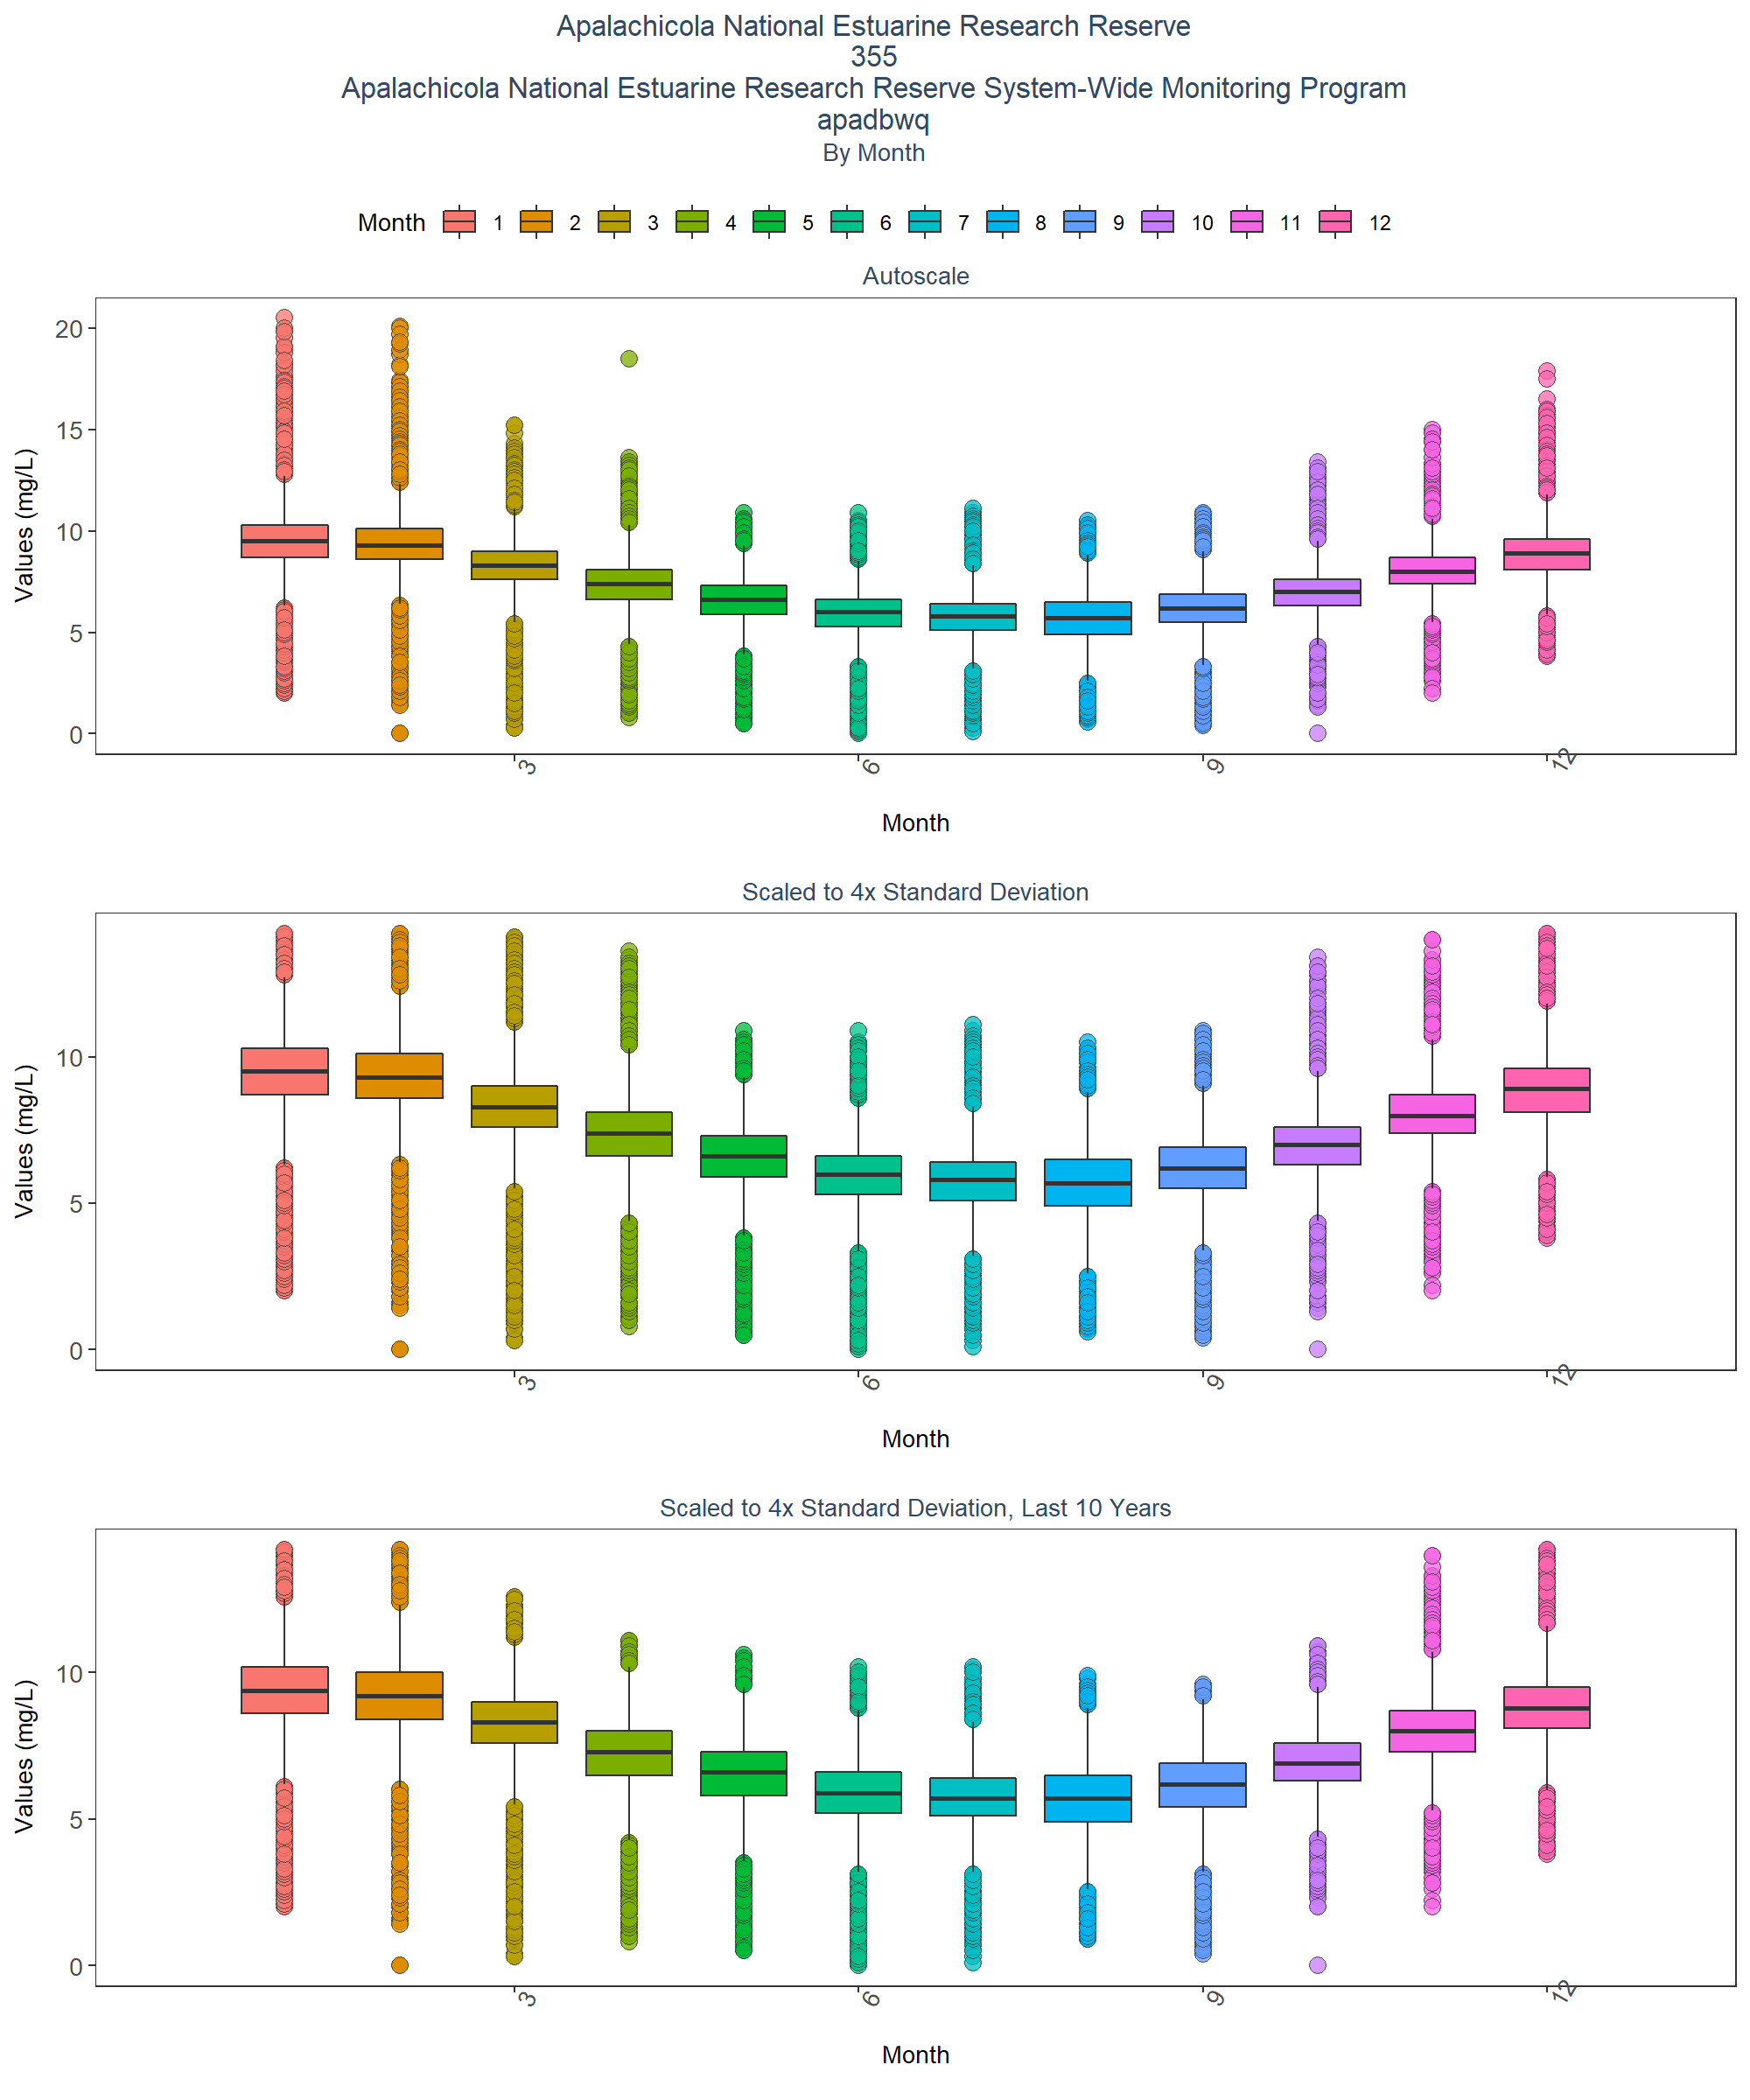 Apalachicola National Estuarine Research Reserve
355
Apalachicola National Estuarine Research Reserve System-Wide Monitoring Program
apadbwq
By Month
Month 1 2 3 4 5 6 7 8 9 10 11 12
Autoscale
20
15
10
5
0
Values (mg/L)
3 6 9 12
Month
Scaled to 4x Standard Deviation
10
5
0
Values (mg/L)
3 6 9 12
Month
Scaled to 4x Standard Deviation, Last 10 Years
10
5
0
Values (mg/L)
3 6 9 12
Month